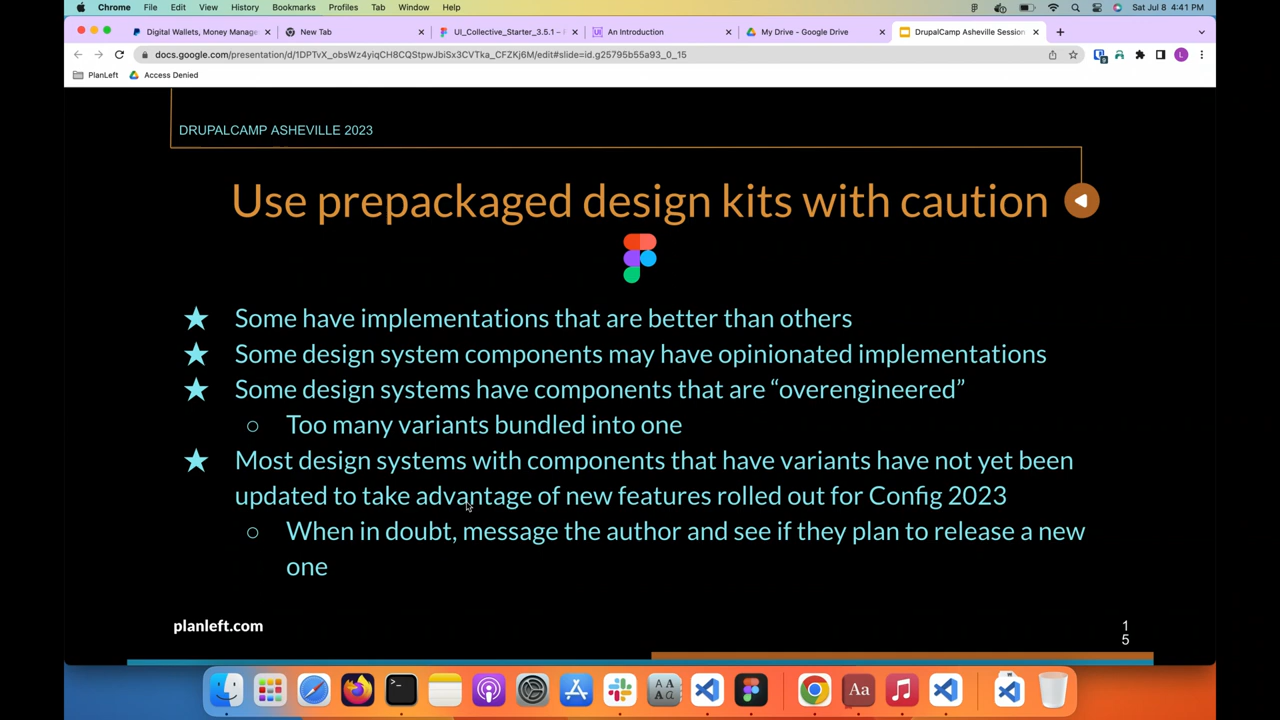 Chrome File Edit View History Bookmarks Profiles Tab Window Help Sat Jul 8 4:41 PM
Digital Wallets, Money Manage New Tab UI_Collective_Starter_3.5.1 – An Introduction My Drive - Google Drive DrupalCamp Asheville Session
docs.google.com/presentation/d/1DPTvX_obsWz4yiqCH8CQStpwJbiSx3CVTka_CFZKj6M/edit#slide=id.g25795b55a93_0_15
PlanLeft Access Denied
DRUPALCAMP ASHEVILLE 2023
Use prepackaged design kits with caution
★ Some have implementations that are better than others
★ Some design system components may have opinionated implementations
★ Some design systems have components that are “overengineered”
○ Too many variants bundled into one
★ Most design systems with components that have variants have not yet been
updated to take advantage of new features rolled out for Config 2023
○ When in doubt, message the author and see if they plan to release a new
one
planleft.com
1
5